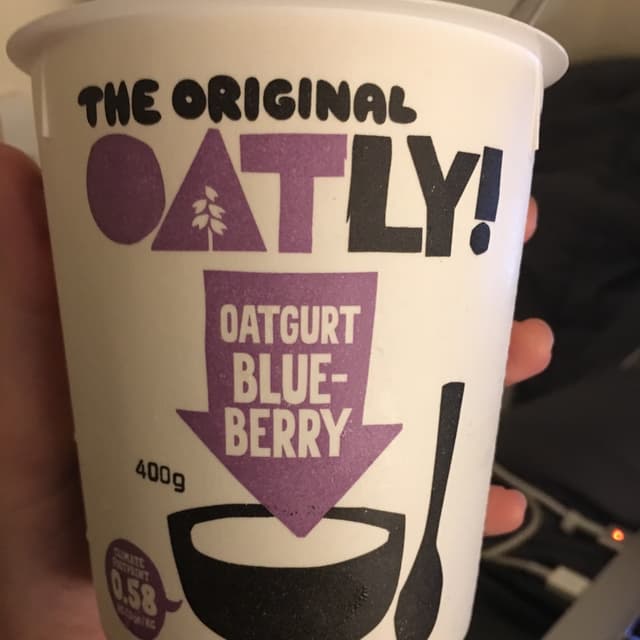 THE ORIGINAL
OATLY!
OATGURT
BLUE-
BERRY
400g
CLIMATE
FOOTPRINT
0.58